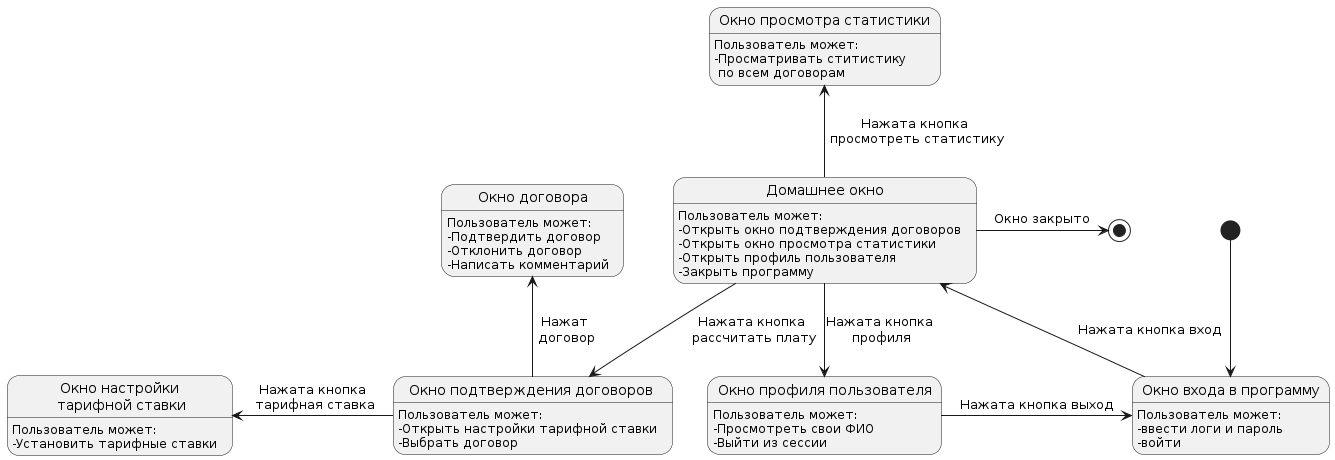 Окно просмотра статистики
Пользователь может:
-Просматривать ститистику
по всем договорам
Нажата кнопка
просмотреть статистику
Домашнее окно
Пользователь может:
-Открыть окно подтверждения договоров
-Открыть окно просмотра статистики
-Открыть профиль пользователя
-Закрыть программу
Окно закрыто
Окно договора
Пользователь может:
-Подтвердить договор
-Отклонить договор
-Написать комментарий
Нажат
договор
Нажата кнопка
рассчитать плату
Нажата кнопка
профиля
Нажата кнопка вход
Окно настройки
тарифной ставки
Пользователь может:
-Установить тарифные ставки
Нажата кнопка
тарифная ставка
Окно подтверждения договоров
Пользователь может:
-Открыть настройки тарифной ставки
-Выбрать договор
Окно профиля пользователя
Пользователь может:
-Просмотреть свои ФИО
-Выйти из сессии
Нажата кнопка выход
Окно входа в программу
Пользователь может:
-ввести логи и пароль
-войти